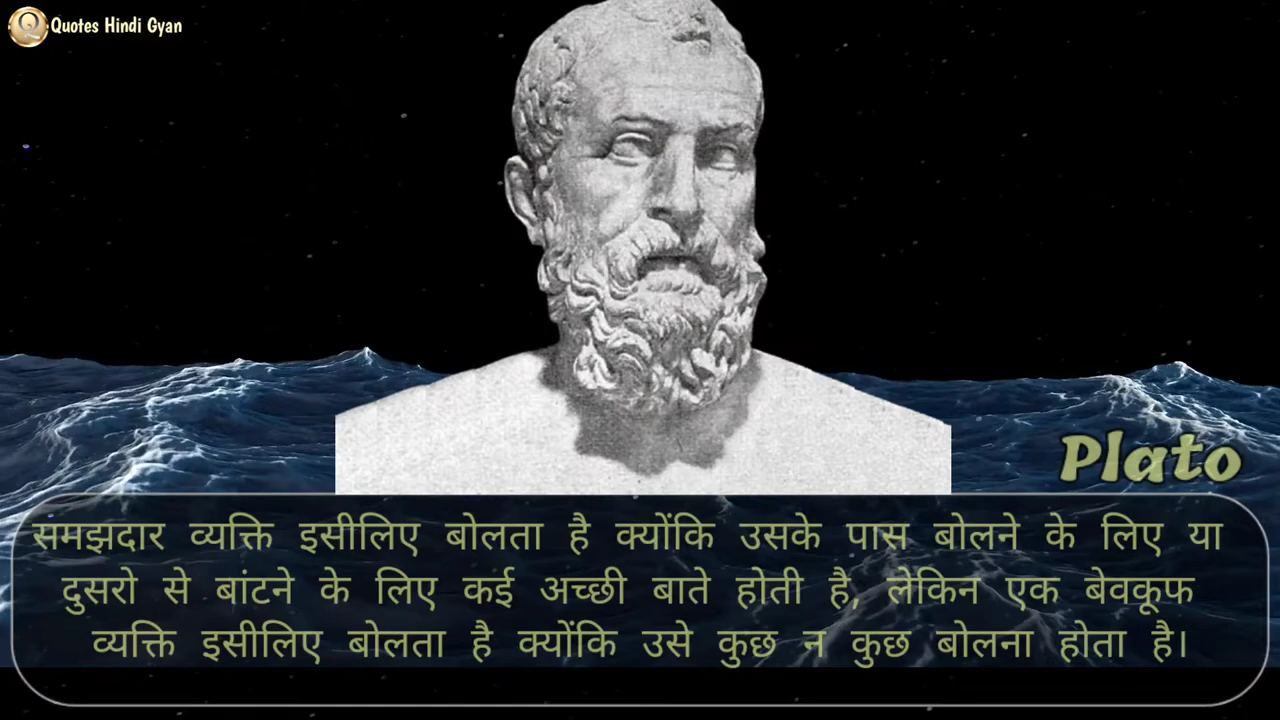 Quotes Hindi Gyan
Plato
समझदार व्यक्ति इसीलिए बोलता है क्योंकि उसके पास बोलने के लिए या
दुसरो से बांटने के लिए कई अच्छी बाते होती है, लेकिन एक बेवकूफ
व्यक्ति इसीलिए बोलता है क्योंकि उसे कुछ न कुछ बोलना होता है।